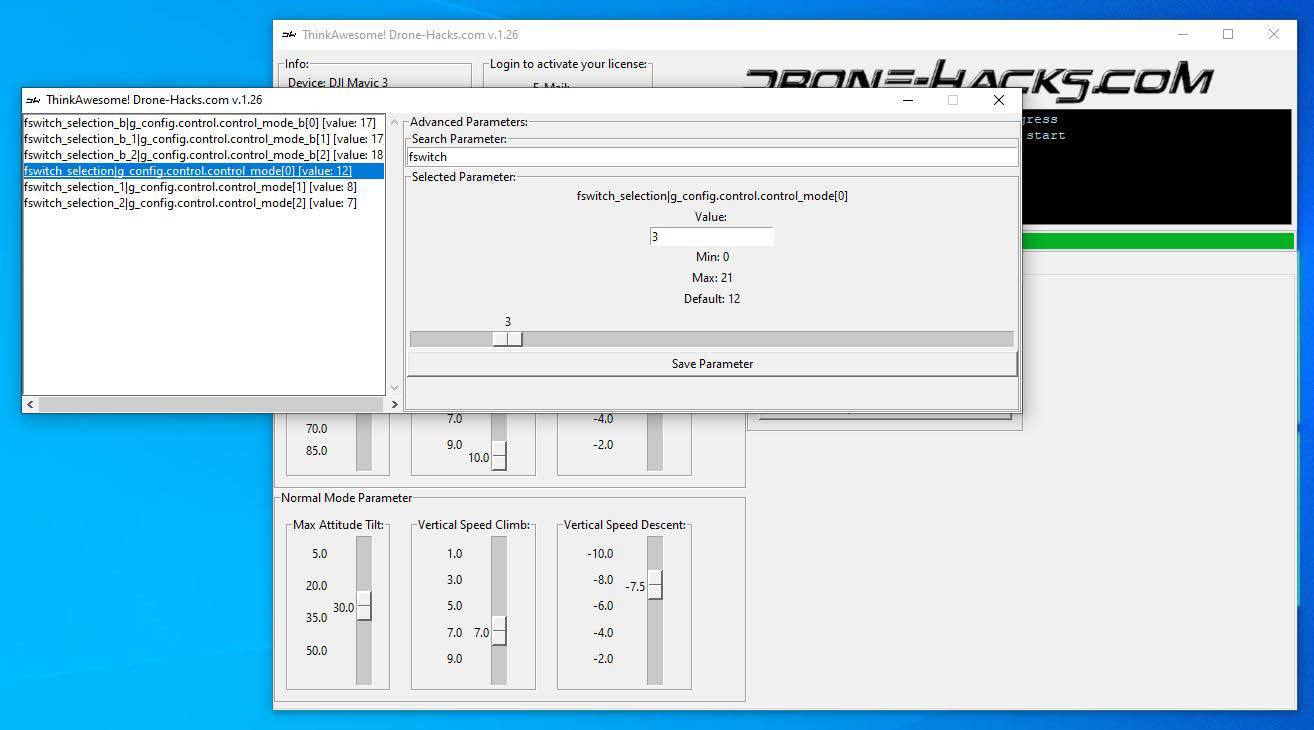 ThinkAwesome! Drone-Hacks.com v.1.26
Info:
Device: DJI Mavic 3
Login to activate your license:
DRONE-HACKS.COM
ThinkAwesome! Drone-Hacks.com v.1.26
fswitch_selection_b|g_config.control.control_mode_b[0] [value: 17]
fswitch_selection_b_1|g_config.control.control_mode_b[1] [value: 17
fswitch_selection_b_2|g_config.control.control_mode_b[2] [value: 18
fswitch_selection|g_config.control.control_mode[0] [value: 12]
fswitch_selection_1|g_config.control.control_mode[1] [value: 8]
fswitch_selection_2|g_config.control.control_mode[2] [value: 7]
Advanced Parameters:
Search Parameter:
fswitch
Selected Parameter:
fswitch_selection|g_config.control.control_mode[0]
Value:
3
Min: 0
Max: 21
Default: 12
3
Save Parameter
start
70.0
85.0
7.0
9.0
10.0
-4.0
-2.0
Normal Mode Parameter
Max Attitude Tilt:
5.0
20.0
35.0
50.0
30.0
Vertical Speed Climb:
1.0
3.0
5.0
7.0
9.0
7.0
Vertical Speed Descent:
-10.0
-8.0
-6.0
-4.0
-2.0
-7.5